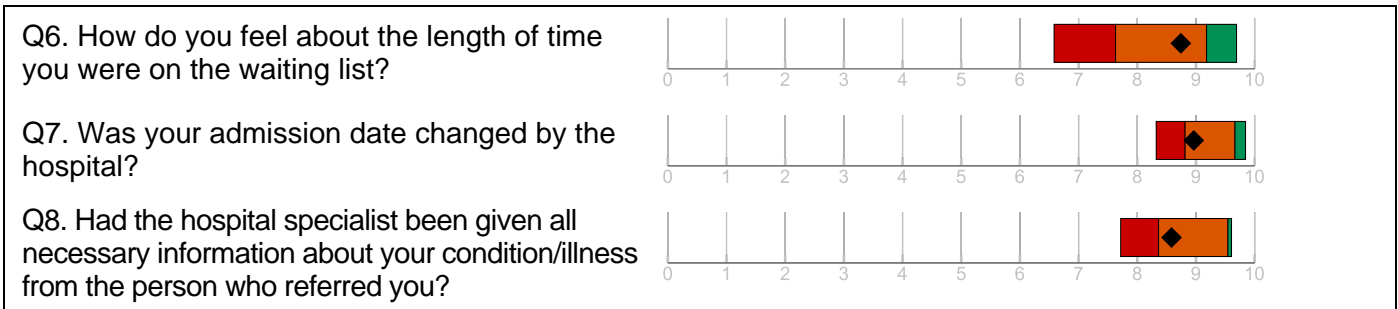 Q6. How do you feel about the length of time
you were on the waiting list?
0 1 2 3 4 5 6 7 8 9 10
Q7. Was your admission date changed by the
hospital?
0 1 2 3 4 5 6 7 8 9 10
Q8. Had the hospital specialist been given all
necessary information about your condition/illness
from the person who referred you?
0 1 2 3 4 5 6 7 8 9 10